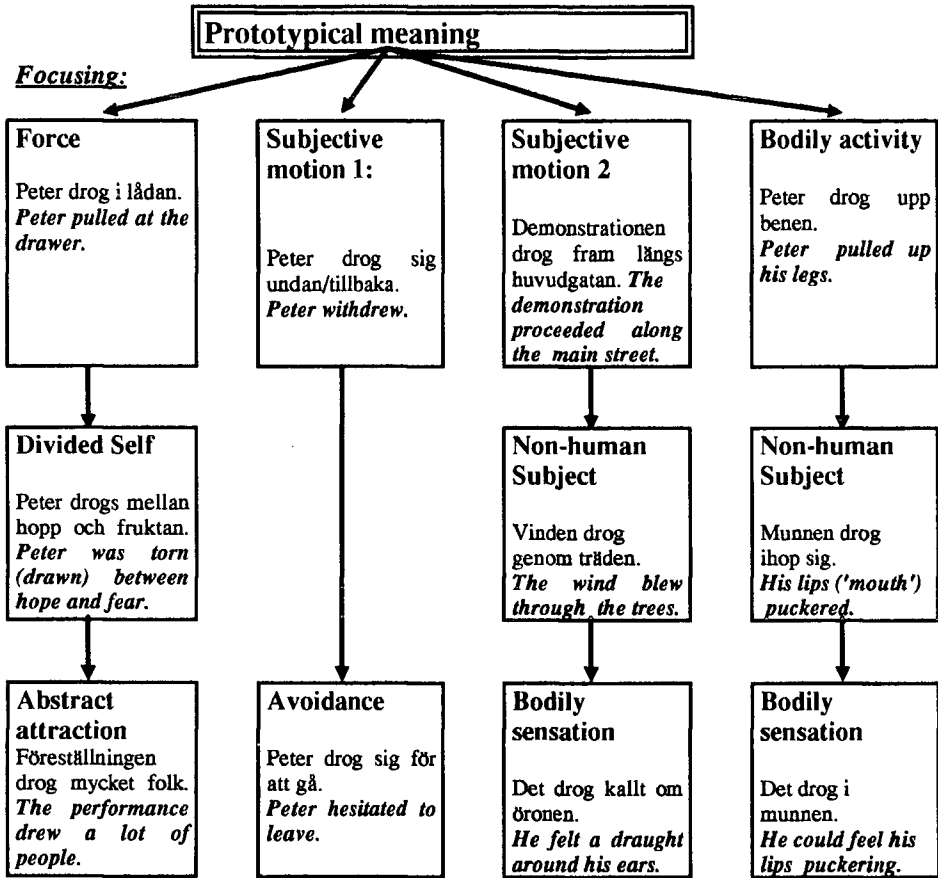 Prototypical meaning
Focusing:
Force
Peter drog i lådan.
Peter pulled at the
drawer.
Subjective
motion 1:
Peter drog sig
undan/tillbaka.
Peter withdrew.
Subjective
motion 2
Demonstrationen
drog fram längs
huvudgatan. The
demonstration
proceeded along
the main street.
Bodily activity
Peter drog upp
benen.
Peter pulled up
his legs.
Divided Self
Peter drogs mellan
hopp och fruktan.
Peter was torn
(drawn) between
hope and fear.
Non-human
Subject
Vinden drog
genom träden.
The wind blew
through the trees.
Non-human
Subject
Munnen drog
ihop sig.
His lips ('mouth')
puckered.
Abstract
attraction
Föreställningen
drog mycket folk.
The performance
drew a lot of
people.
Avoidance
Peter drog sig för
att gå.
Peter hesitated to
leave.
Bodily
sensation
Det drog kallt om
öronen.
He felt a draught
around his ears.
Bodily
sensation
Det drog i
munnen.
He could feel his
lips puckering.